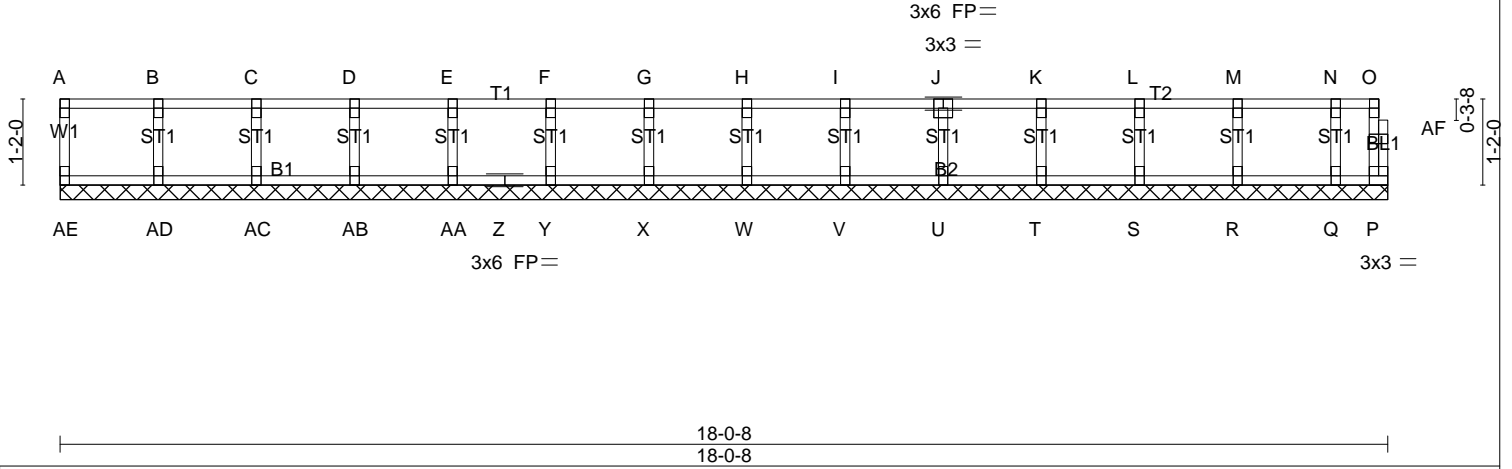 3x6 FP
3x3
A B C D E F G H I J K L M N O
T1 T2
W1 ST1 ST1 ST1 ST1 ST1 ST1 ST1 ST1 ST1 ST1 ST1 ST1 ST1 BL1 AF
1-2-0 0-3-8 1-2-0
B1 B2
AE AD AC AB AA Z Y X W V U T S R Q P
3x6 FP 3x3
18-0-8
18-0-8